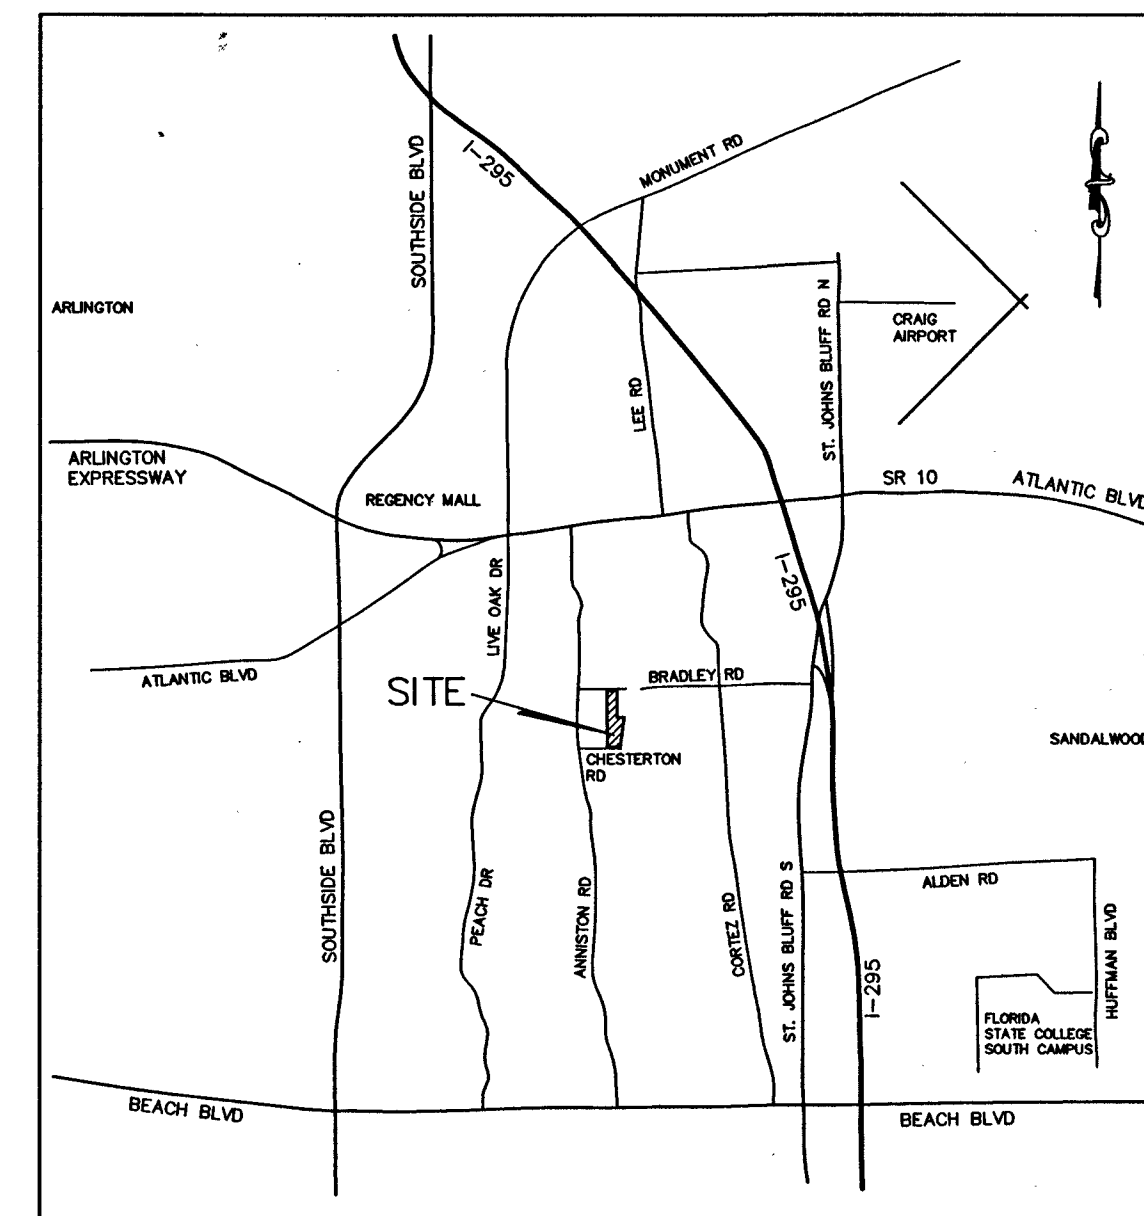 MONUMENT RD
I-295
SOUTHSIDE BLVD
ARLINGTON
ST. JOHNS BLUFF RD N
CRAIG
AIRPORT
LEE RD
ARLINGTON
EXPRESSWAY
REGENCY MALL
SR 10
ATLANTIC BLVD
LIVE OAK DR
I-295
ATLANTIC BLVD
BRADLEY RD
SITE
CHESTERTON
RD
SANDALWOOD
SOUTHSIDE BLVD
PEACH DR
ANNISTON RD
CORTEZ RD
ST. JOHNS BLUFF RD S
ALDEN RD
HUFFMAN BLVD
I-295
FLORIDA
STATE COLLEGE
SOUTH CAMPUS
BEACH BLVD
BEACH BLVD